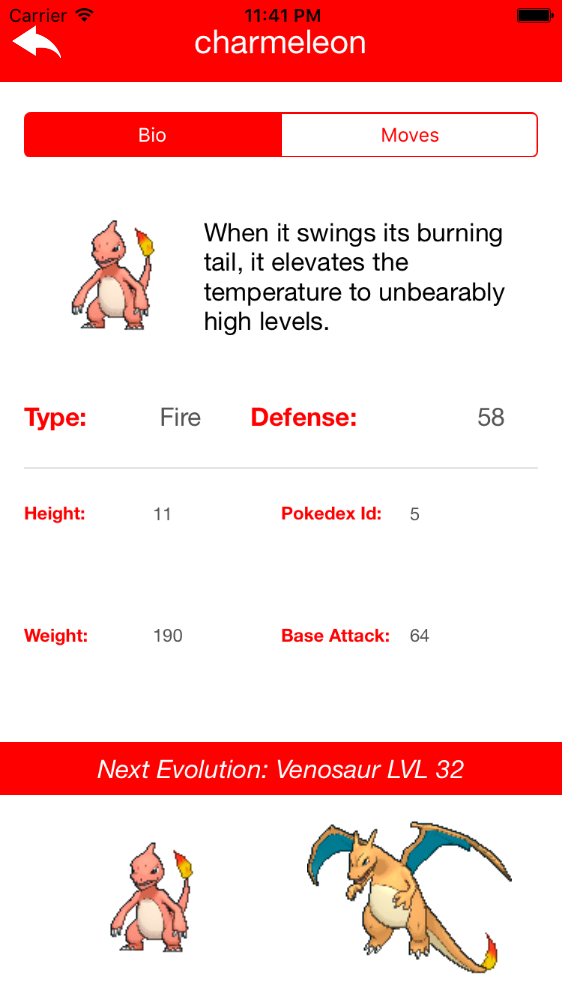 Carrier 11:41 PM
charmeleon
Bio Moves
When it swings its burning
tail, it elevates the
temperature to unbearably
high levels.
Type: Fire Defense: 58
Height: 11 Pokedex Id: 5
Weight: 190 Base Attack: 64
Next Evolution: Venosaur LVL 32